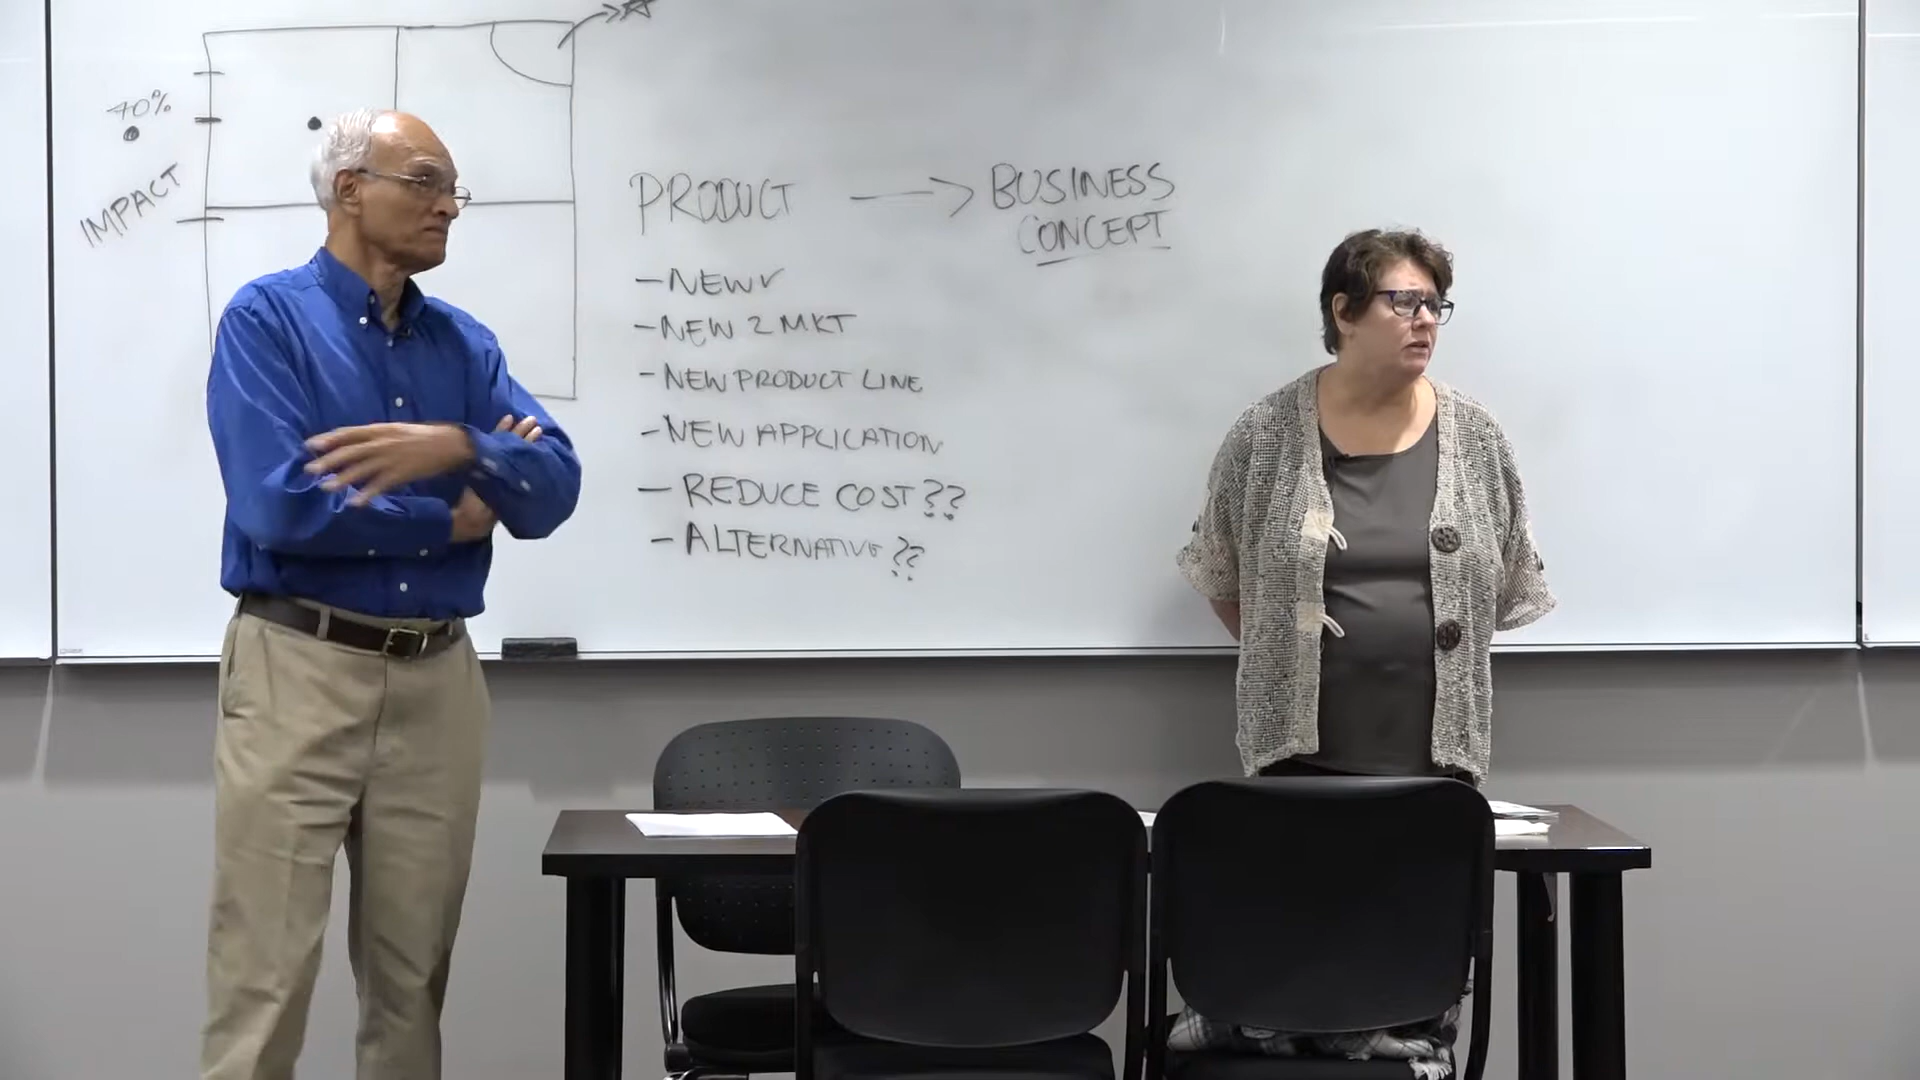 40%
IMPACT
PRODUCT → BUSINESS
CONCEPT
- NEW ✓
- NEW 2 MKT
- NEW PRODUCT LINE
- NEW APPLICATION
- REDUCE COST ??
- ALTERNATIVE ??